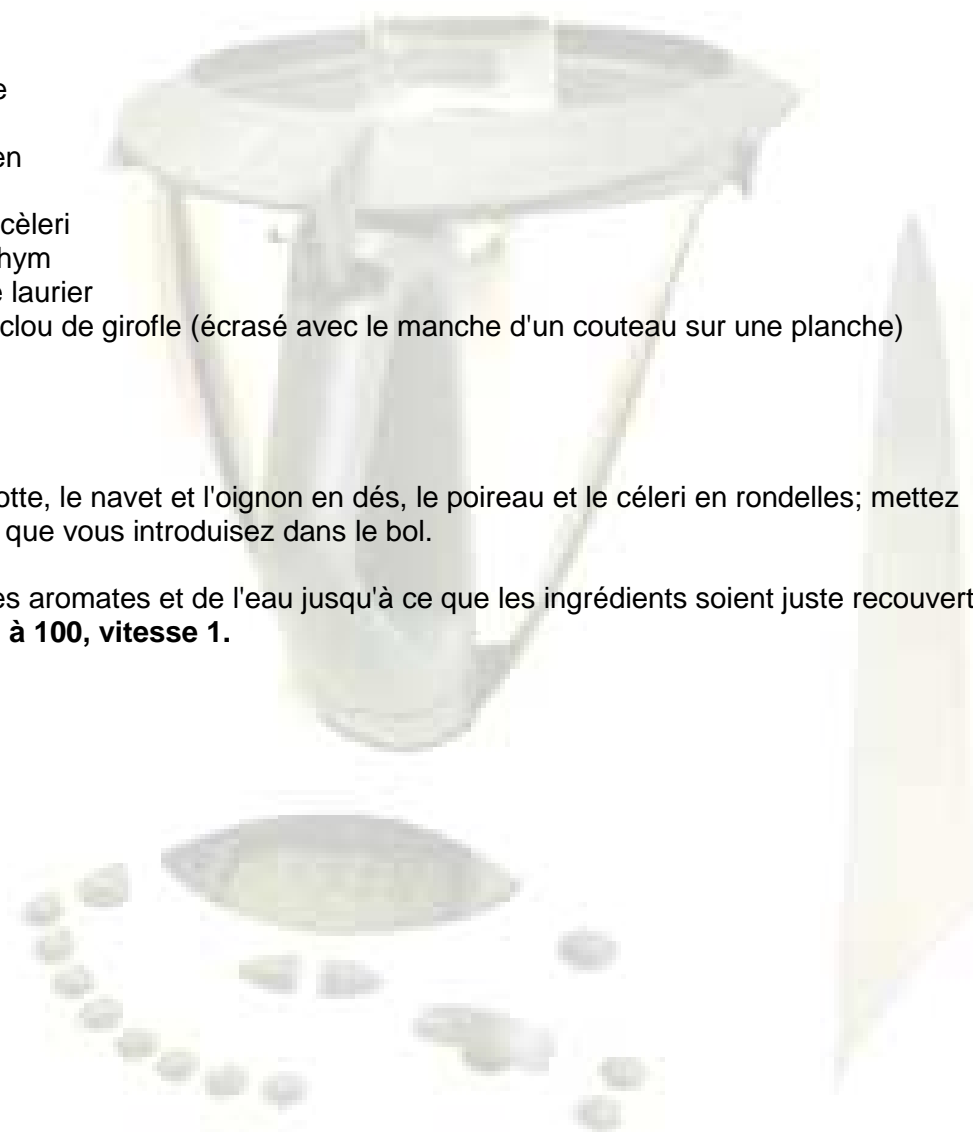 e
en
cèleri
hym
e laurier
clou de girofle (écrasé avec le manche d'un couteau sur une planche)
otte, le navet et l'oignon en dés, le poireau et le céleri en rondelles; mettez
que vous introduisez dans le bol.
es aromates et de l'eau jusqu'à ce que les ingrédients soient juste recouvert
à 100, vitesse 1.